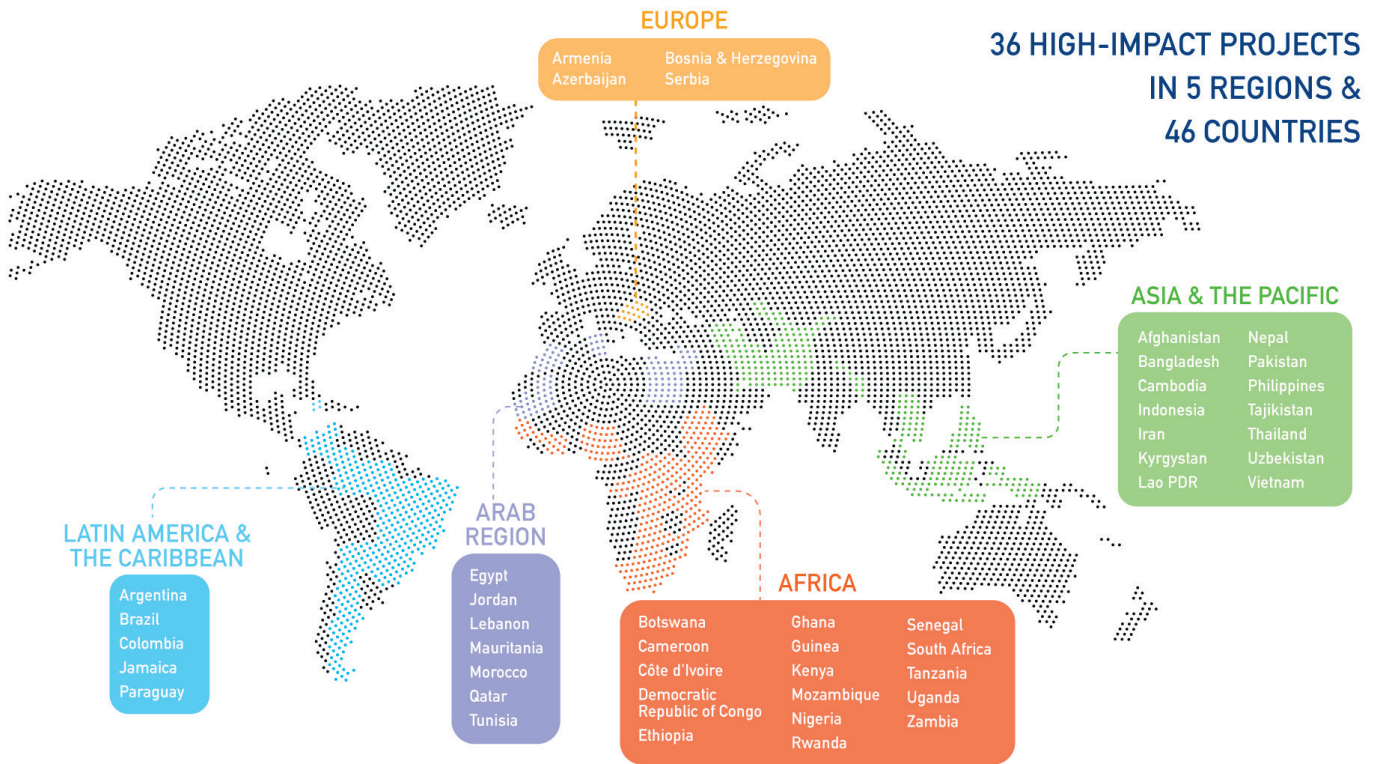 36 HIGH-IMPACT PROJECTS
IN 5 REGIONS &
46 COUNTRIES
EUROPE
Armenia
Azerbaijan
Bosnia & Herzegovina
Serbia
ASIA & THE PACIFIC
Afghanistan
Bangladesh
Cambodia
Indonesia
Iran
Kyrgystan
Lao PDR
Nepal
Pakistan
Philippines
Tajikistan
Thailand
Uzbekistan
Vietnam
LATIN AMERICA &
THE CARIBBEAN
Argentina
Brazil
Colombia
Jamaica
Paraguay
ARAB
REGION
Egypt
Jordan
Lebanon
Mauritania
Morocco
Qatar
Tunisia
AFRICA
Botswana
Cameroon
Côte d'Ivoire
Democratic
Republic of Congo
Ethiopia
Ghana
Guinea
Kenya
Mozambique
Nigeria
Rwanda
Senegal
South Africa
Tanzania
Uganda
Zambia